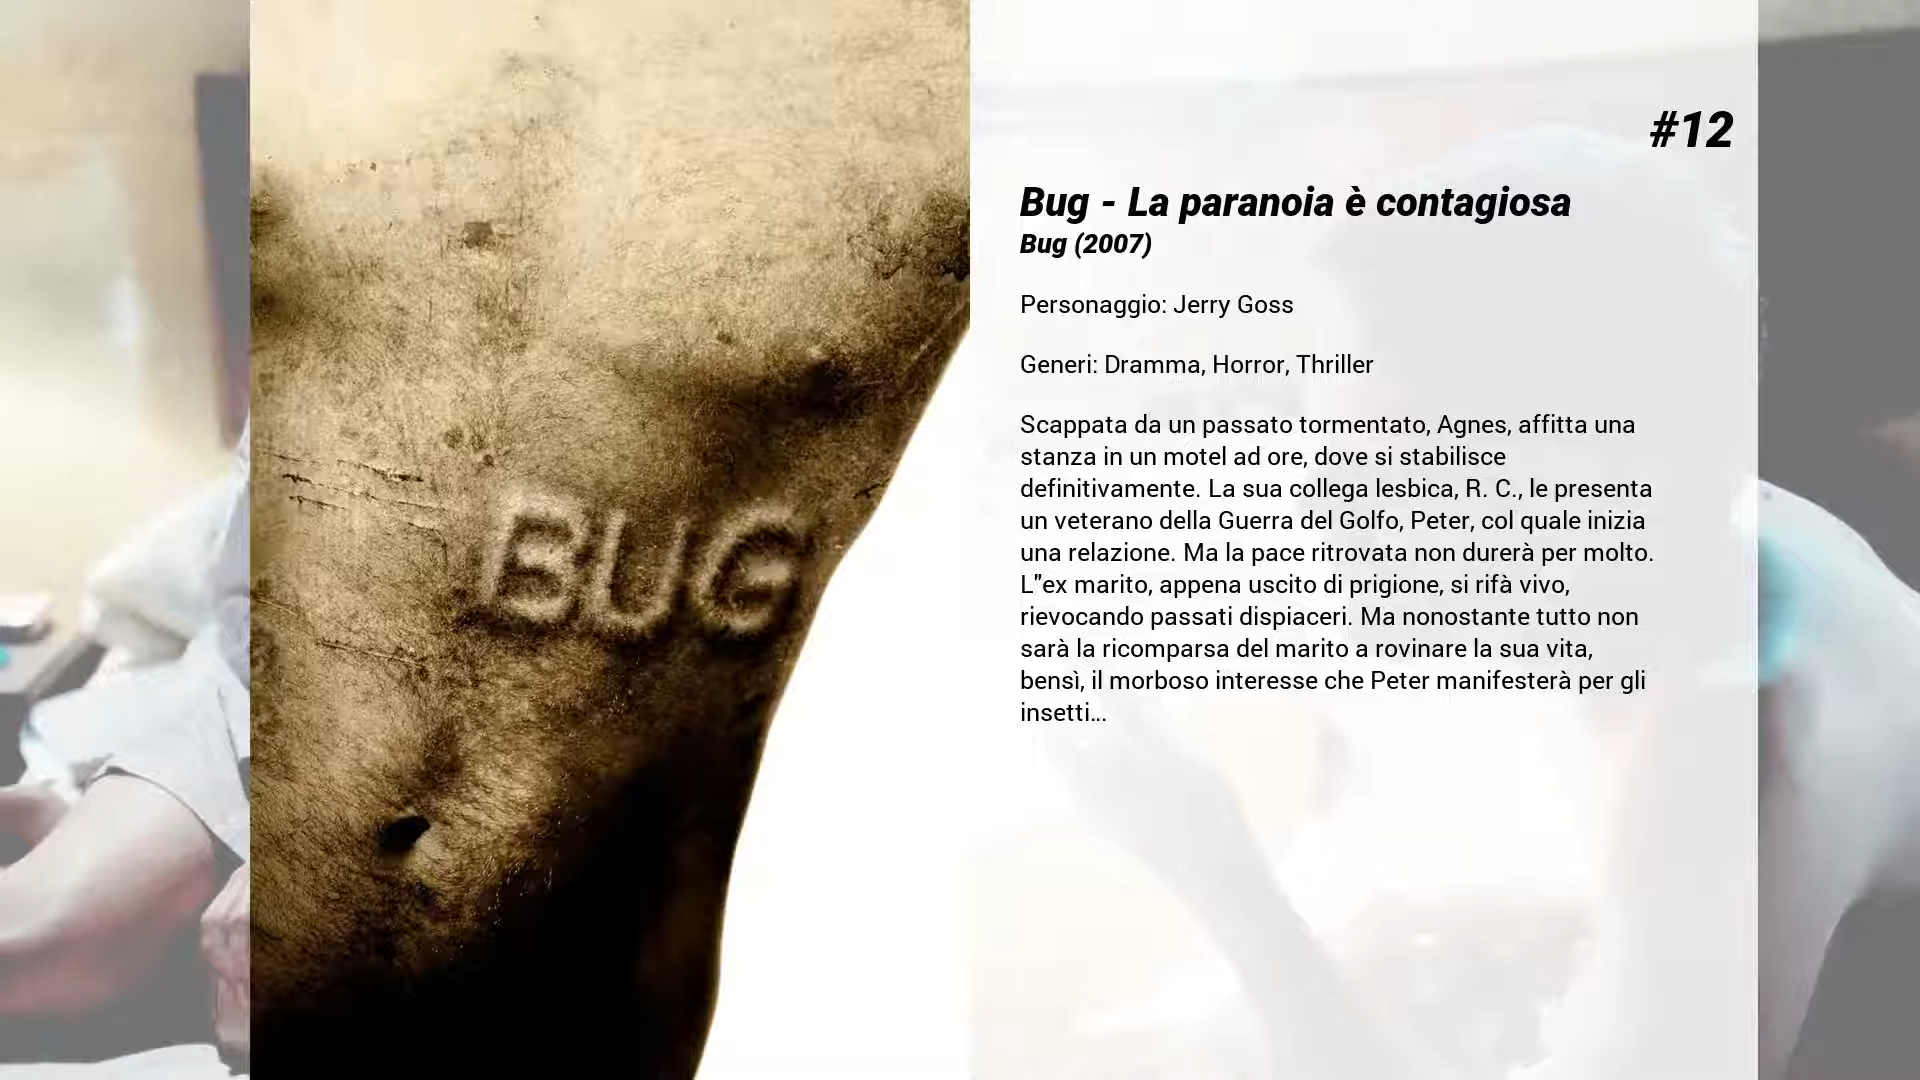 BUG
#12
Bug - La paranoia è contagiosa
Bug (2007)
Personaggio: Jerry Goss
Generi: Dramma, Horror, Thriller
Scappata da un passato tormentato, Agnes, affitta una
stanza in un motel ad ore, dove si stabilisce
definitivamente. La sua collega lesbica, R. C., le presenta
un veterano della Guerra del Golfo, Peter, col quale inizia
una relazione. Ma la pace ritrovata non durerà per molto.
L"ex marito, appena uscito di prigione, si rifà vivo,
rievocando passati dispiaceri. Ma nonostante tutto non
sarà la ricomparsa del marito a rovinare la sua vita,
bensì, il morboso interesse che Peter manifesterà per gli
insetti...